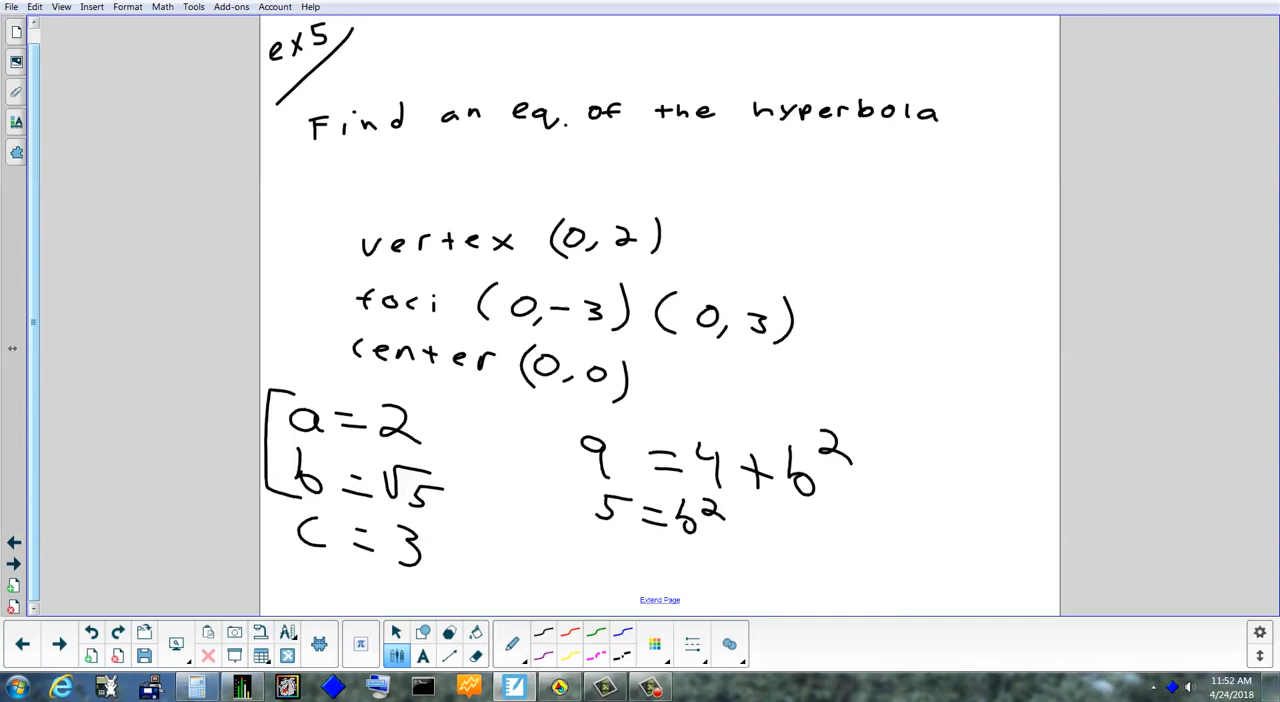 File Edit View Insert Format Math Tools Add-ons Account Help
ex5
Find an eq. of the hyperbola
vertex (0, 2)
foci (0, -3) (0, 3)
center (0, 0)
a = 2
b = √5
c = 3
9 = 4 + b²
5 = b²
Extend Page
11:52 AM
4/24/2018